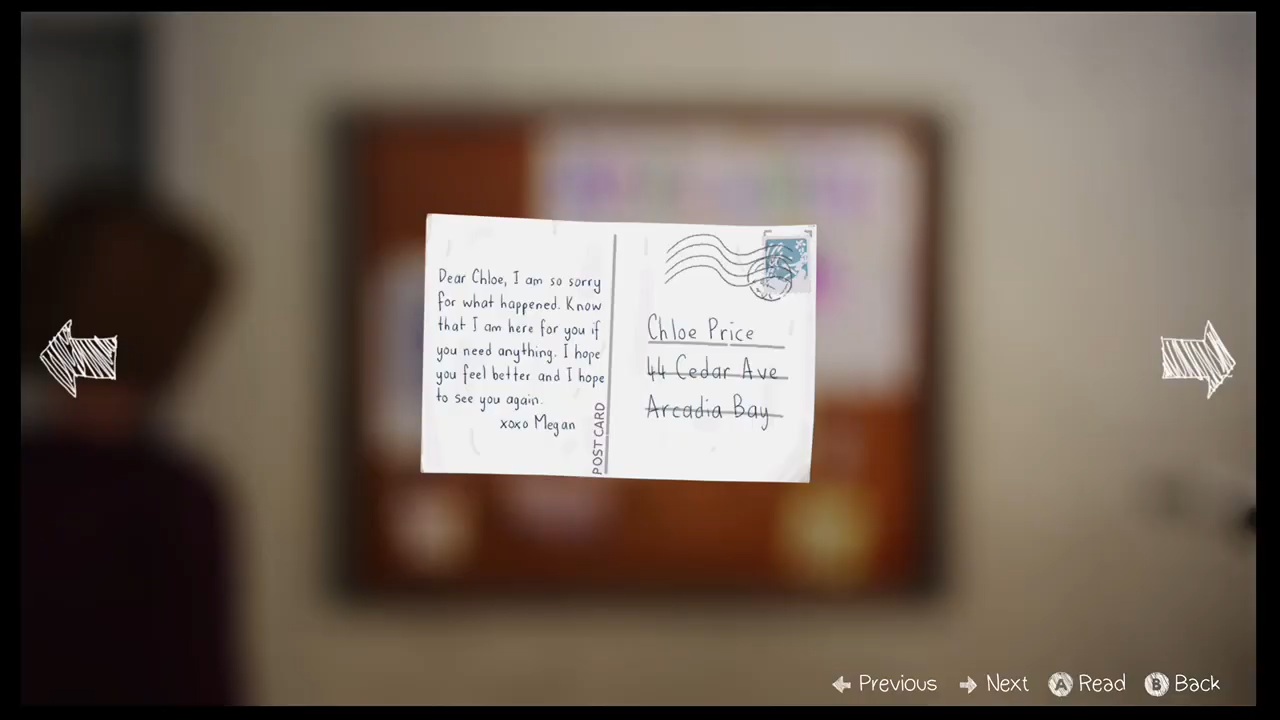 Dear Chloe, I am so sorry
for what happened. Know
that I am here for you if
you need anything. I hope
you feel better and I hope
to see you again.
xoxo Megan
POST CARD
Chloe Price
44 Cedar Ave
Arcadia Bay
Previous
Next
A Read
B Back